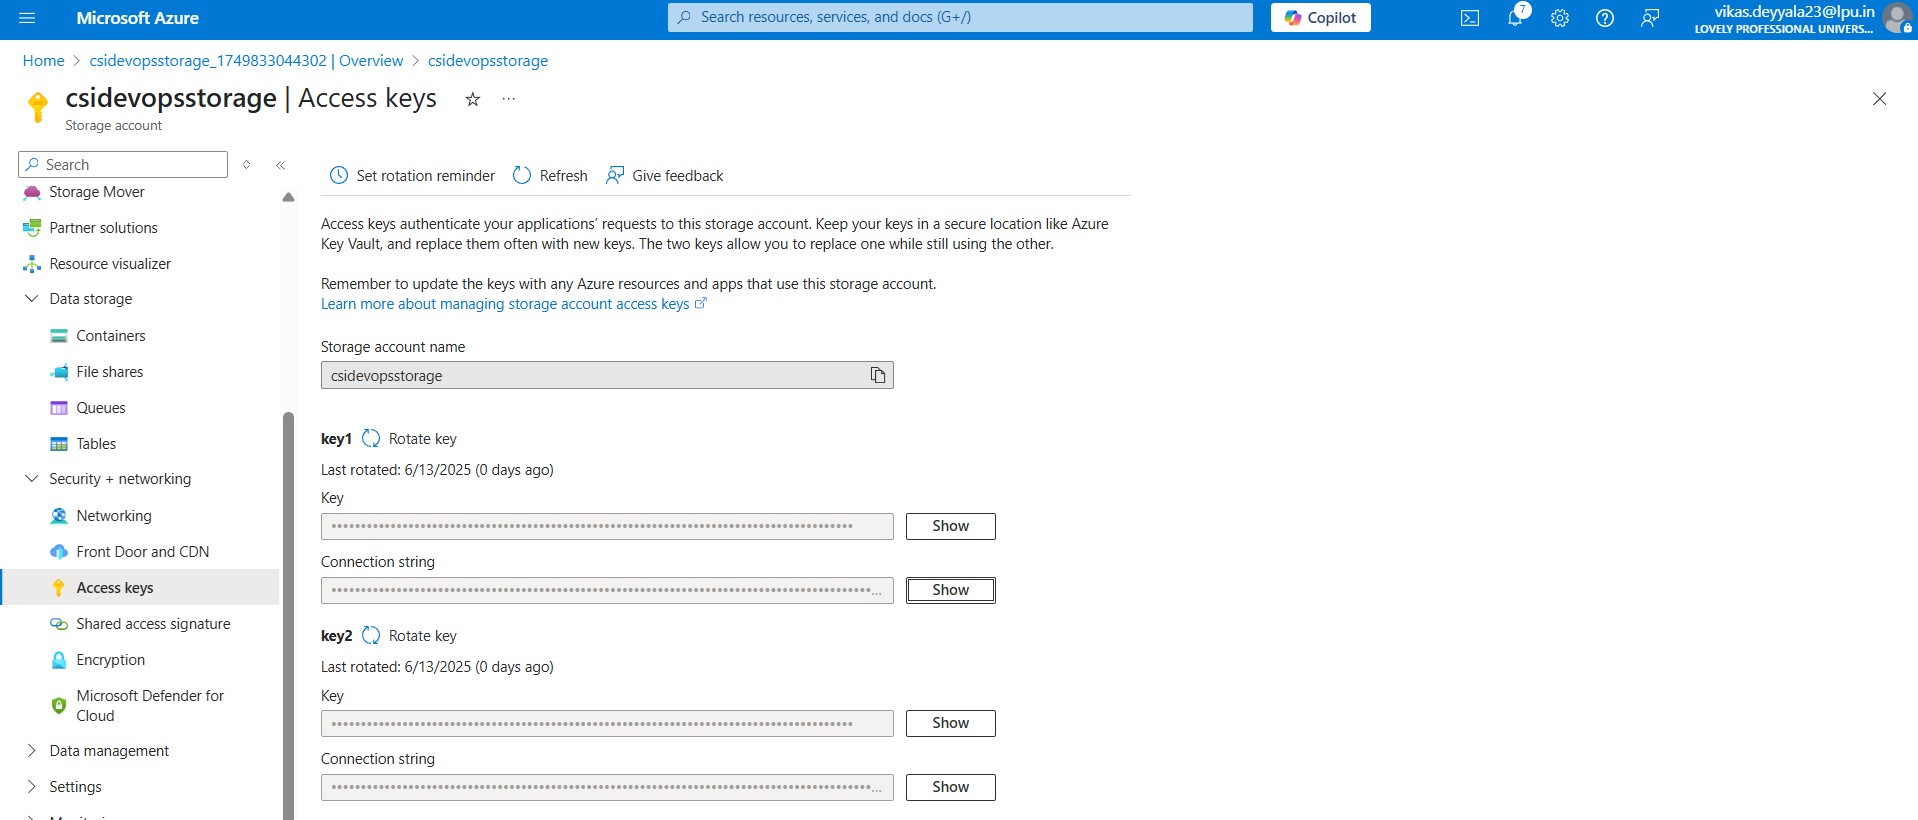 Microsoft Azure
Search resources, services, and docs (G+/)
Copilot
7
vikas.deyyala23@lpu.in
LOVELY PROFESSIONAL UNIVERS...
Home > csidevopsstorage_1749833044302 | Overview > csidevopsstorage
csidevopsstorage | Access keys
Storage account
Search
Storage Mover
Partner solutions
Resource visualizer
Data storage
Containers
File shares
Queues
Tables
Security + networking
Networking
Front Door and CDN
Access keys
Shared access signature
Encryption
Microsoft Defender for
Cloud
Data management
Settings
Set rotation reminder
Refresh
Give feedback
Access keys authenticate your applications’ requests to this storage account. Keep your keys in a secure location like Azure
Key Vault, and replace them often with new keys. The two keys allow you to replace one while still using the other.
Remember to update the keys with any Azure resources and apps that use this storage account.
Learn more about managing storage account access keys
Storage account name
csidevopsstorage
key1 Rotate key
Last rotated: 6/13/2025 (0 days ago)
Key
Show
Connection string
Show
key2 Rotate key
Last rotated: 6/13/2025 (0 days ago)
Key
Show
Connection string
Show